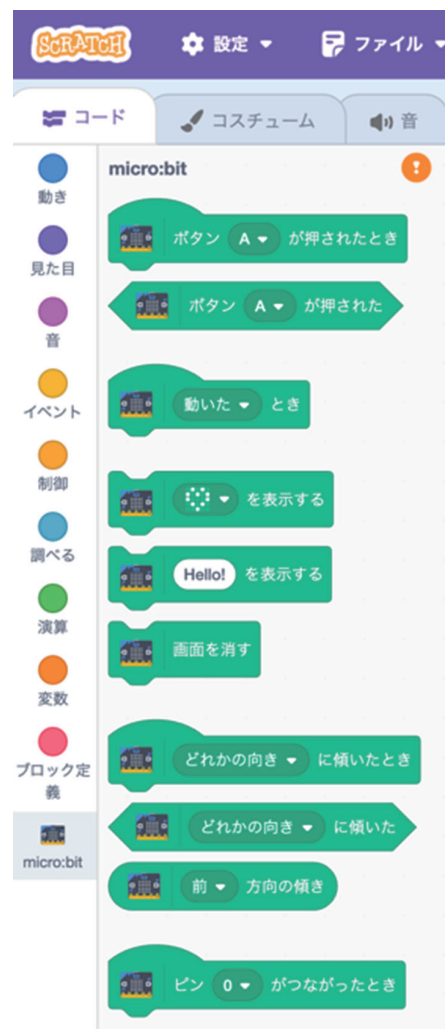 SCRATCH 設定 ファイル
コード コスチューム 音
動き
見た目
音
イベント
制御
調べる
演算
変数
ブロック定
義
micro:bit
micro:bit
ボタン A が押されたとき
ボタン A が押された
動いた とき
を表示する
Hello! を表示する
画面を消す
どれかの向き に傾いたとき
どれかの向き に傾いた
前 方向の傾き
ピン 0 がつながったとき